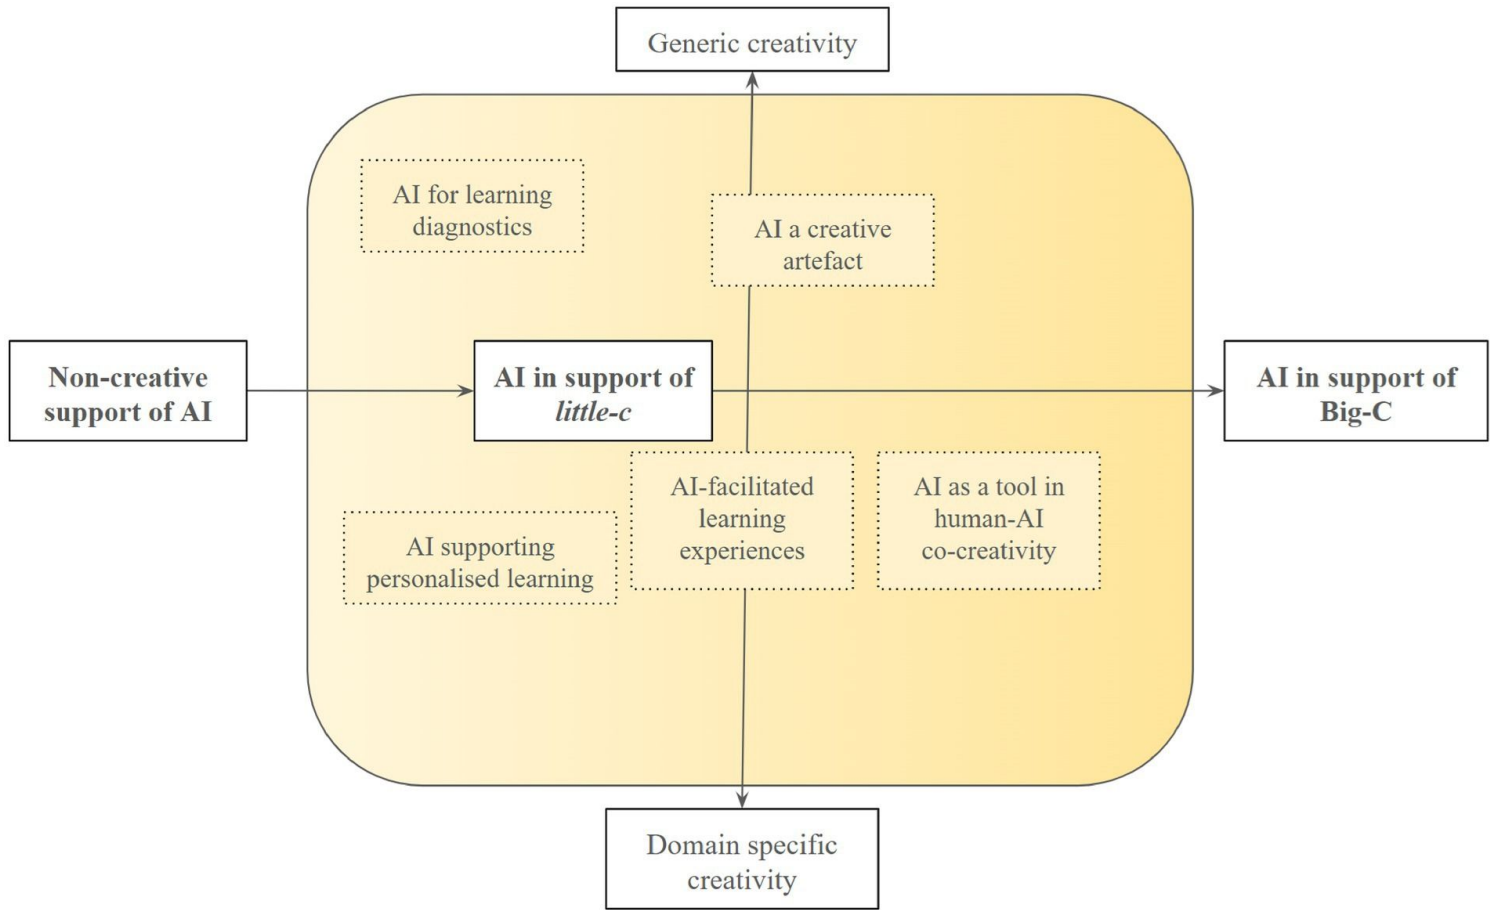 Generic creativity
AI for learning
diagnostics
AI a creative
artefact
Non-creative
support of AI
AI in support of
little-c
AI in support of
Big-C
AI-facilitated
learning
experiences
AI as a tool in
human-AI
co-creativity
AI supporting
personalised learning
Domain specific
creativity